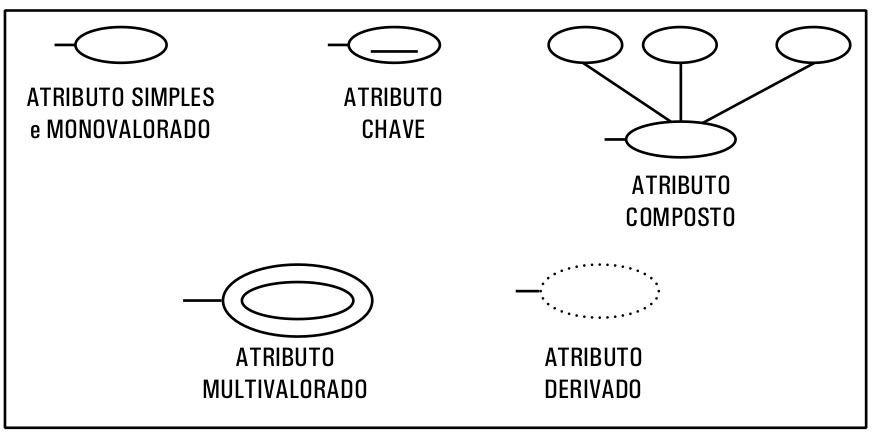 ATRIBUTO SIMPLES
e MONOVALORADO
ATRIBUTO
CHAVE
ATRIBUTO
COMPOSTO
ATRIBUTO
MULTIVALORADO
ATRIBUTO
DERIVADO